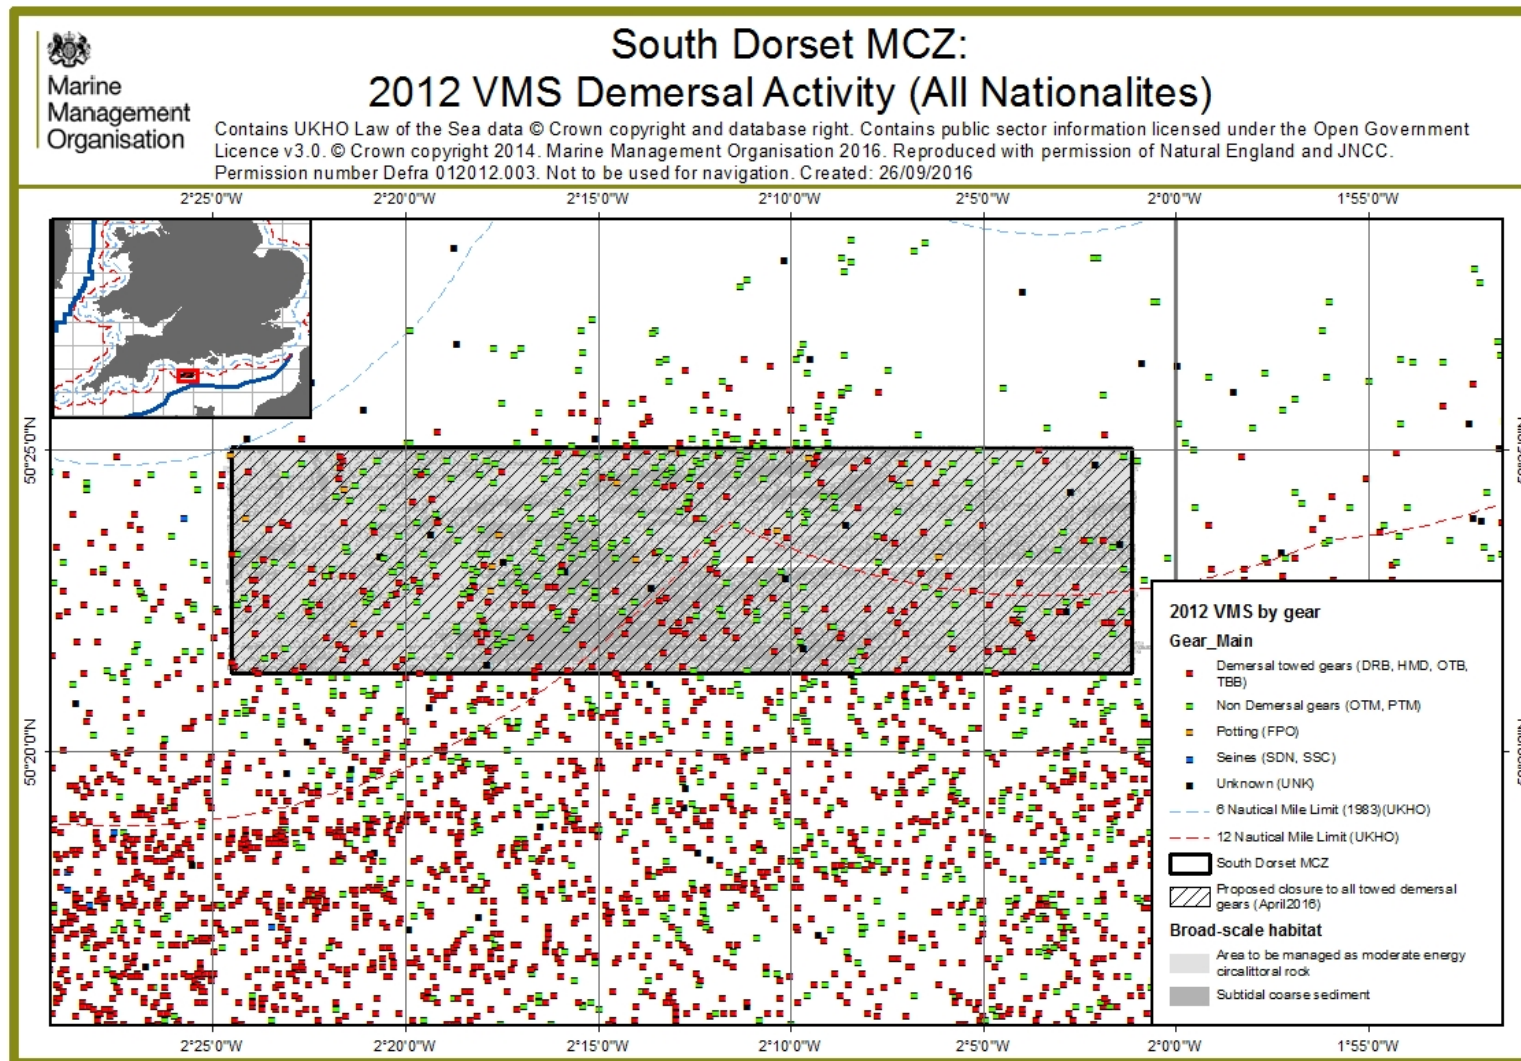 South Dorset MCZ:
2012 VMS Demersal Activity (All Nationalites)
Marine
Management
Organisation
Contains UKHO Law of the Sea data © Crown copyright and database right. Contains public sector information licensed under the Open Government
Licence v3.0. © Crown copyright 2014. Marine Management Organisation 2016. Reproduced with permission of Natural England and JNCC.
Permission number Defra 012012.003. Not to be used for navigation. Created: 26/09/2016
2°25'0"W 2°20'0"W 2°15'0"W 2°10'0"W 2°5'0"W 2°0'0"W 1°55'0"W
50°25'0"N
50°20'0"N
2012 VMS by gear
Gear_Main
Demersal towed gears (DRB, HMD, OTB,
TBB)
Non Demersal gears (OTM, PTM)
Potting (FPO)
Seines (SDN, SSC)
Unknown (UNK)
6 Nautical Mile Limit (1983)(UKHO)
12 Nautical Mile Limit (UKHO)
South Dorset MCZ
Proposed closure to all towed demersal
gears (April2016)
Broad-scale habitat
Area to be managed as moderate energy
circalittoral rock
Subtidal coarse sediment
2°25'0"W 2°20'0"W 2°15'0"W 2°10'0"W 2°5'0"W 2°0'0"W 1°55'0"W